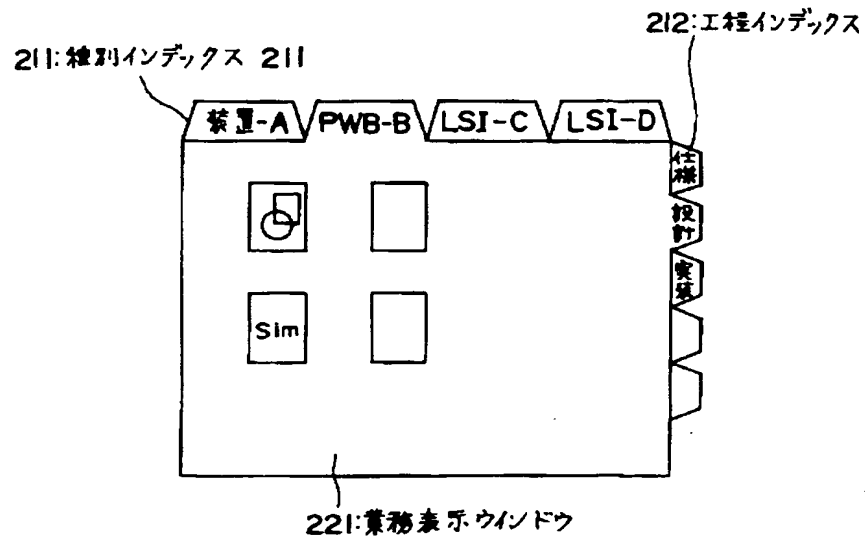 212:工程インデックス
211:種別インデックス 211
装置-A
PWB-B
LSI-C
LSI-D
仕様
設計
実装
Sim
221:業務表示ウインドウ